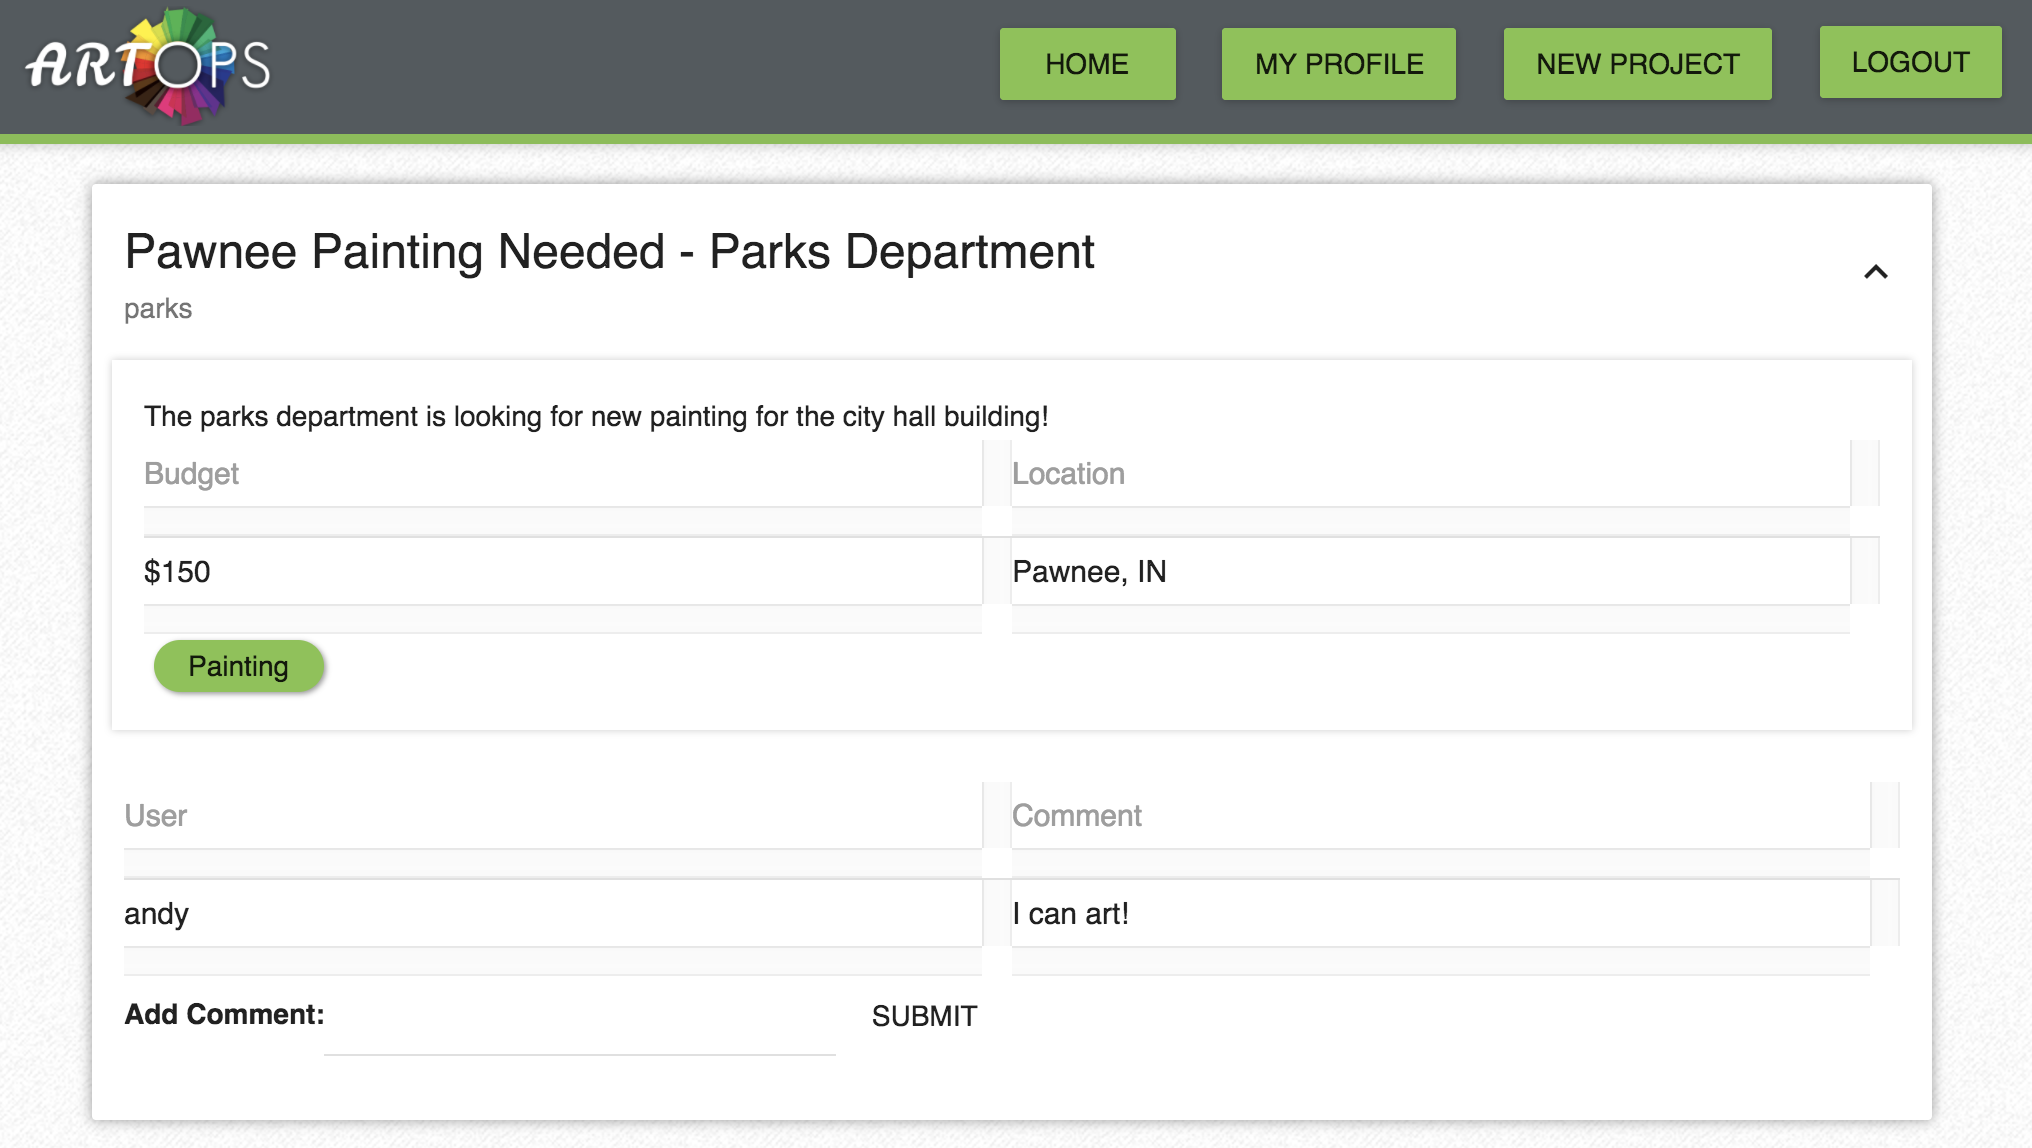 ARTOPS
HOME
MY PROFILE
NEW PROJECT
LOGOUT
Pawnee Painting Needed - Parks Department
parks
The parks department is looking for new painting for the city hall building!
Budget
Location
$150
Pawnee, IN
Painting
User
Comment
andy
I can art!
Add Comment:
SUBMIT